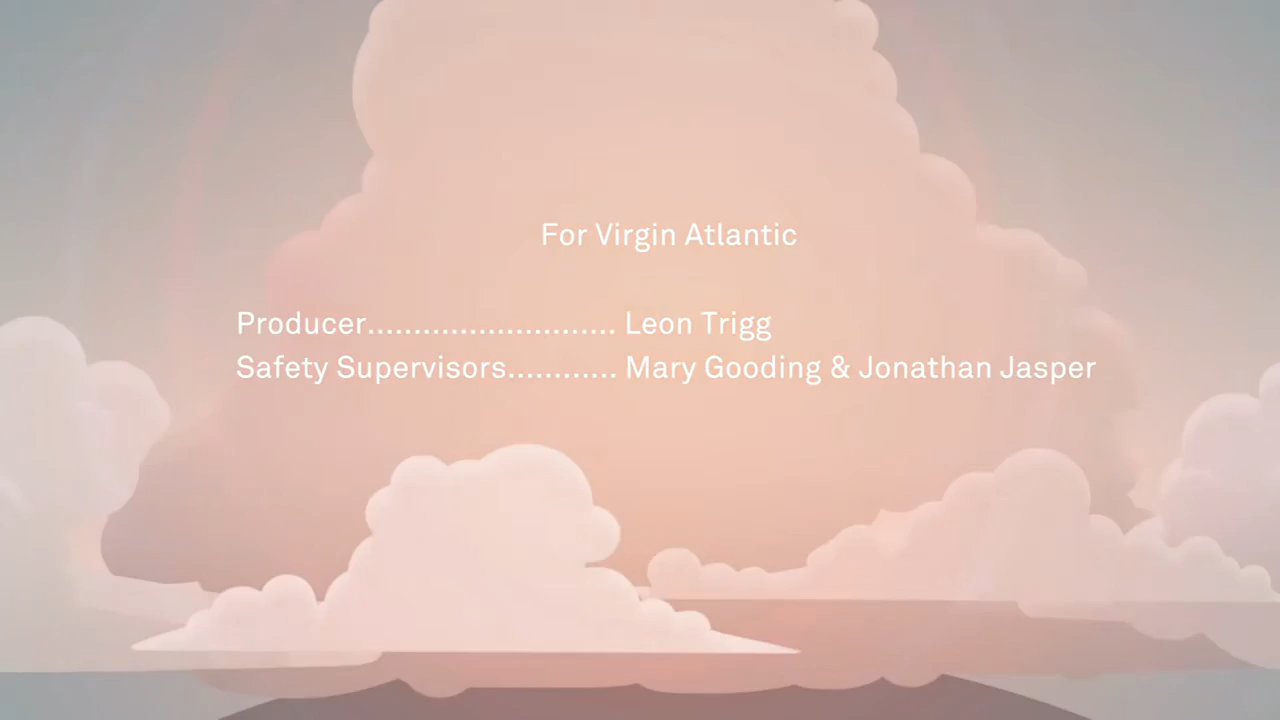 For Virgin Atlantic
Producer........................... Leon Trigg
Safety Supervisors............ Mary Gooding & Jonathan Jasper